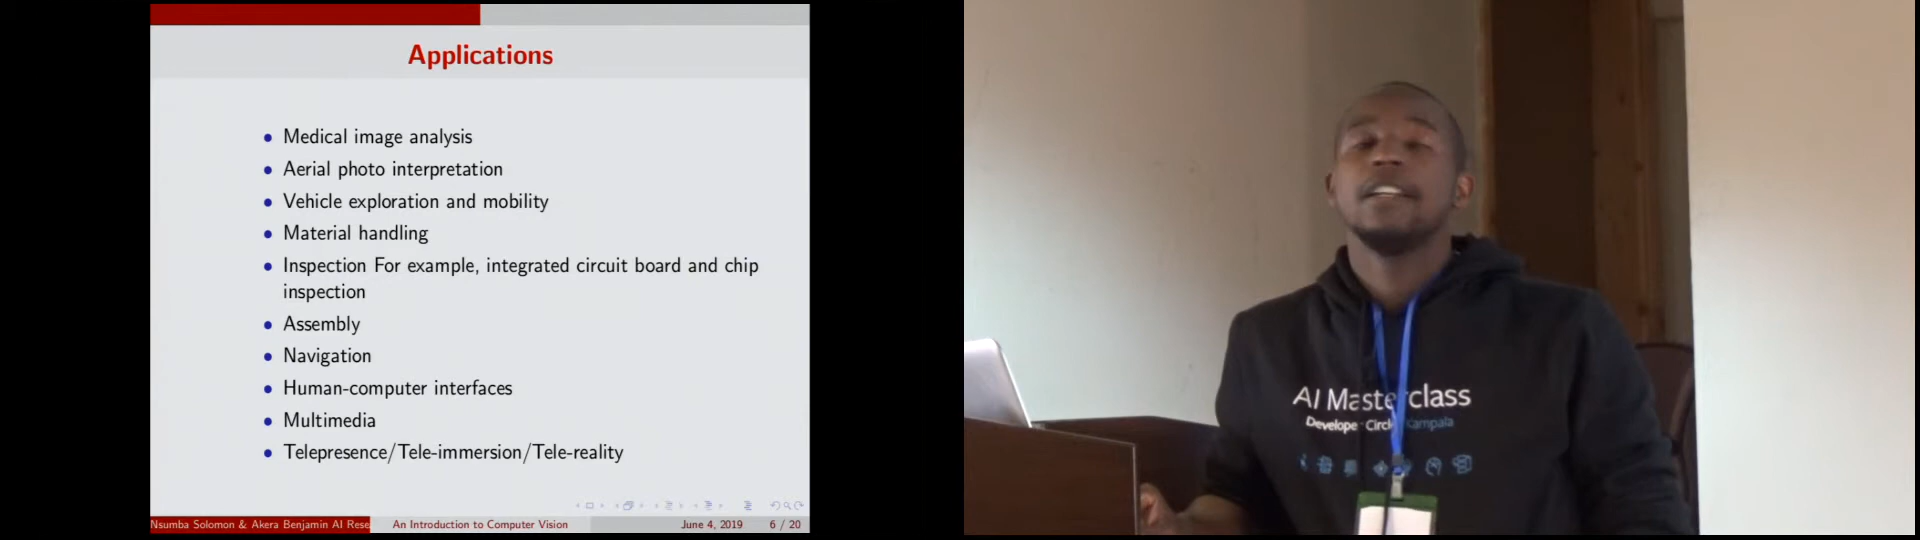 Applications
• Medical image analysis
• Aerial photo interpretation
• Vehicle exploration and mobility
• Material handling
• Inspection For example, integrated circuit board and chip
inspection
• Assembly
• Navigation
• Human-computer interfaces
• Multimedia
• Telepresence/Tele-immersion/Tele-reality
Nsumba Solomon & Akera Benjamin AI Rese
An Introduction to Computer Vision
June 4, 2019
6 / 20
AI Masterclass
Develope Circl Kampala